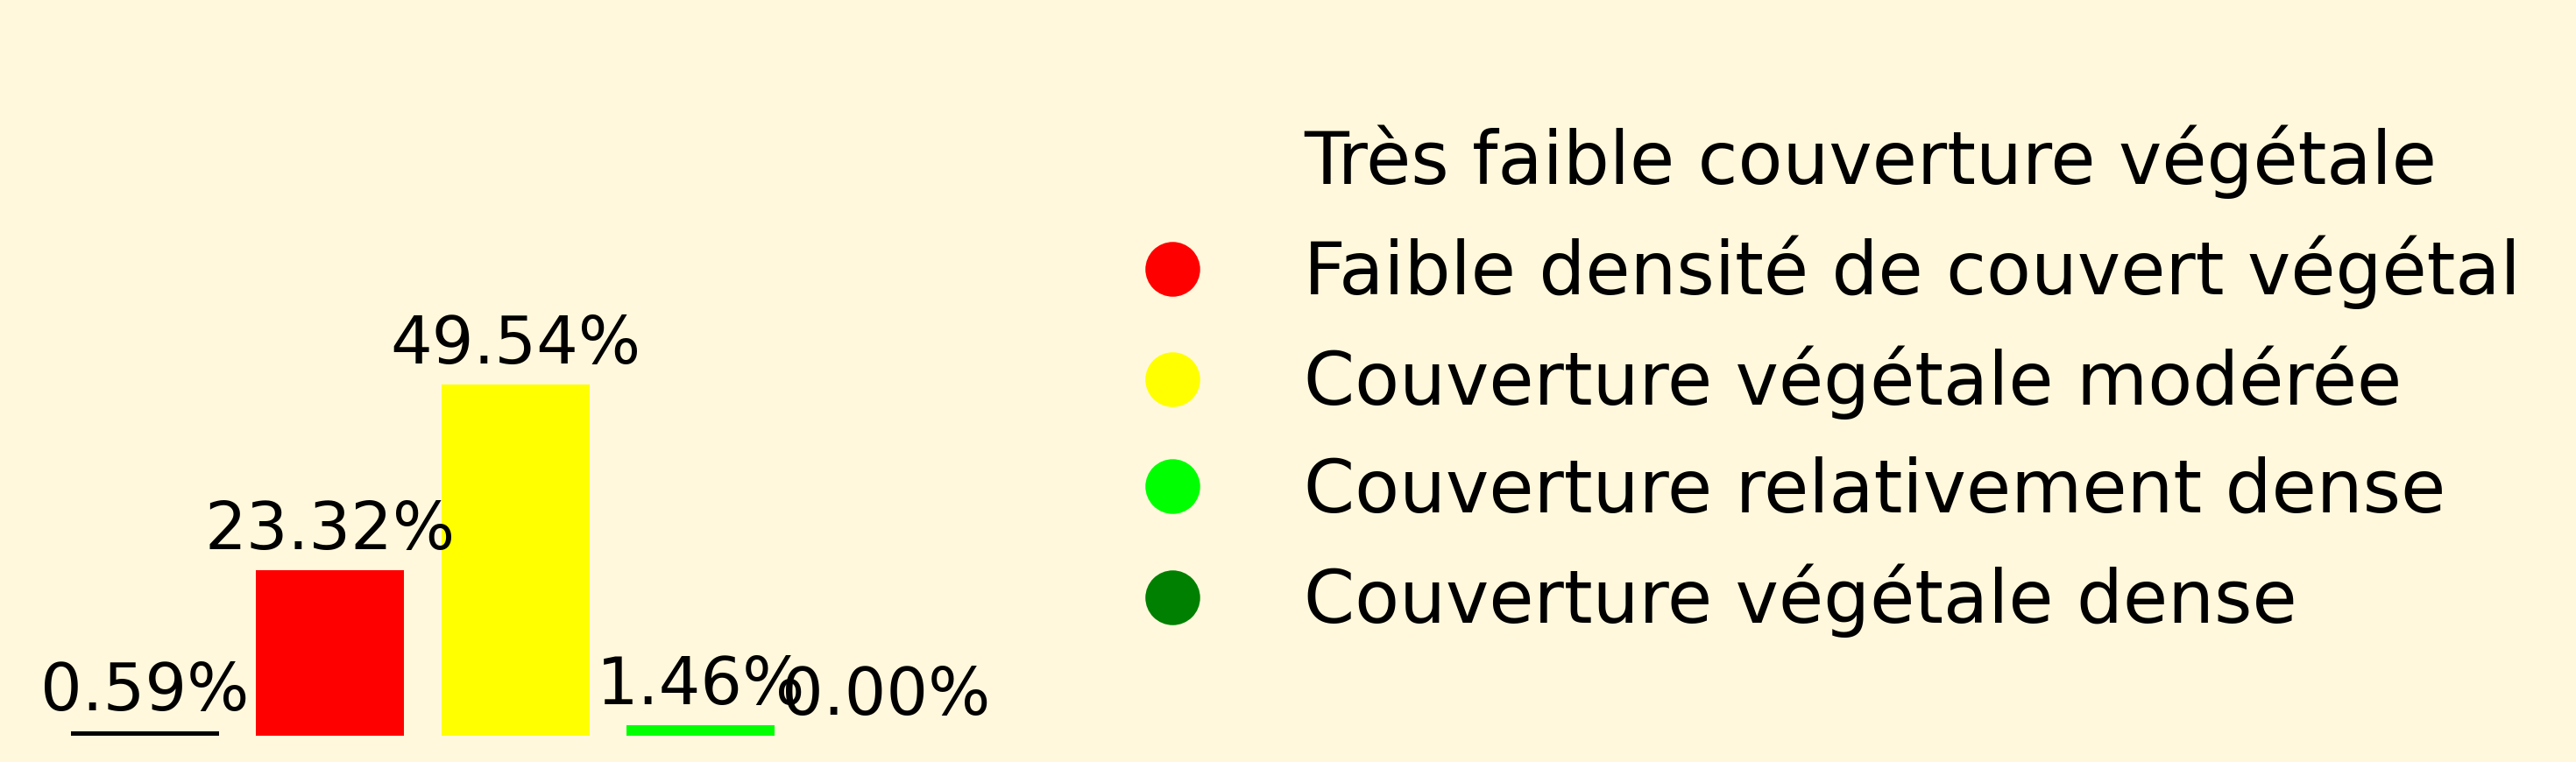 Très faible couverture végétale
Faible densité de couvert végétal
49.54%
Couverture végétale modérée
23.32%
Couverture relativement dense
Couverture végétale dense
0.59%
1.46%
0.00%